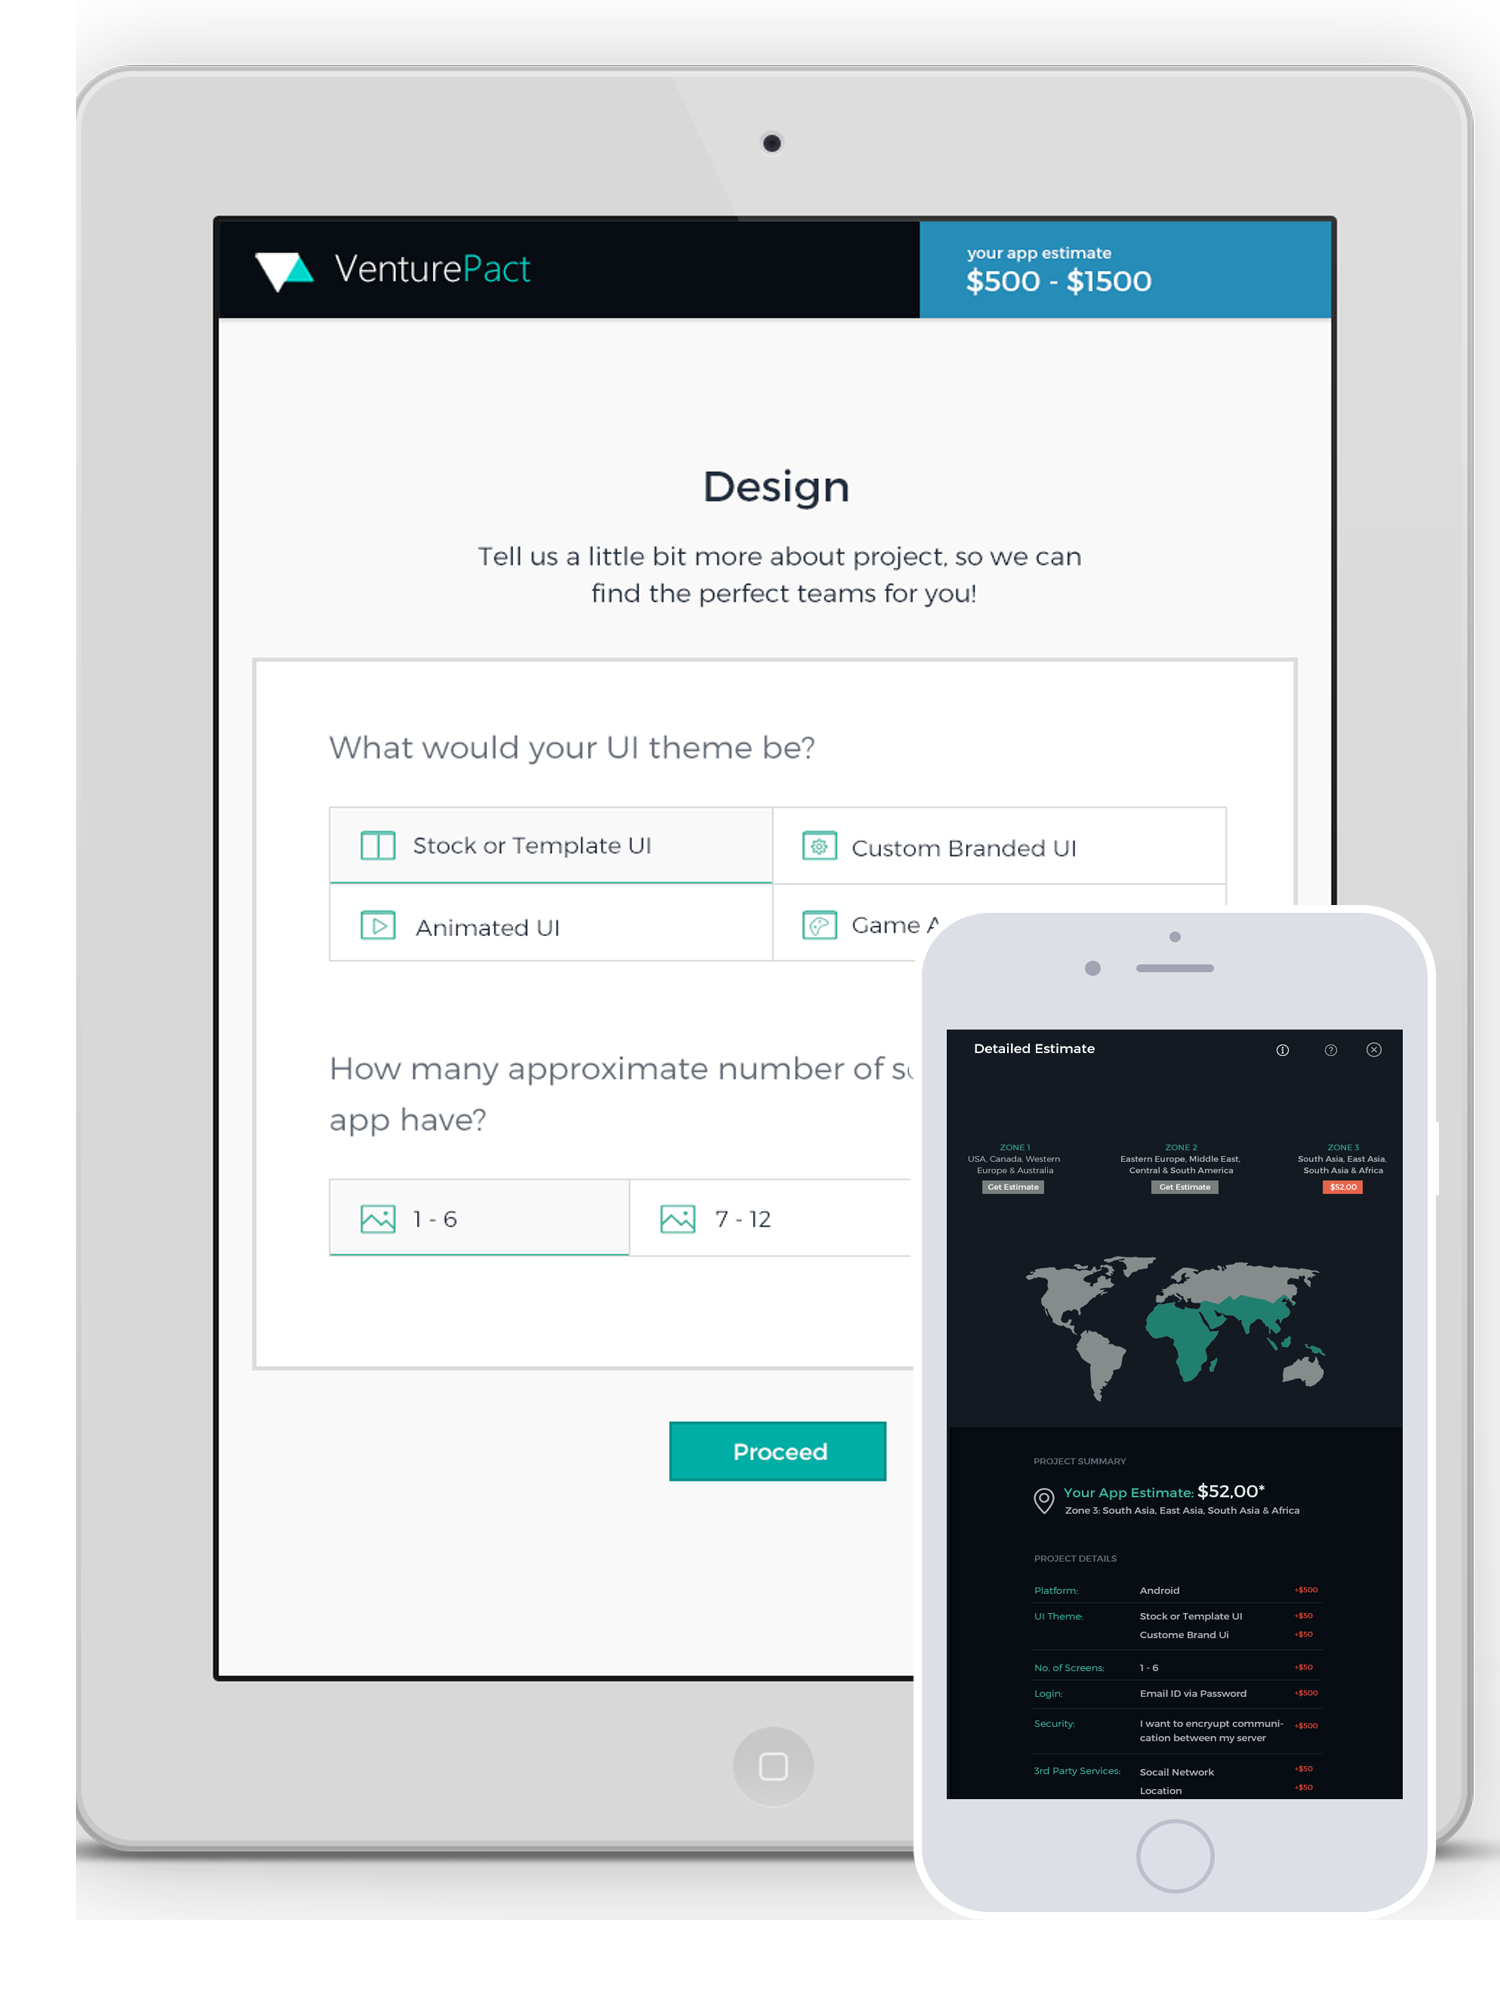 VenturePact
your app estimate
$500 - $1500
Design
Tell us a little bit more about project, so we can
find the perfect teams for you!
What would your UI theme be?
Stock or Template UI
Custom Branded UI
Animated UI
Game
How many approximate number of
app have?
1 - 6
7 - 12
Proceed
Detailed Estimate
ZONE 1
USA, Canada, Western
Europe & Australia
Get Estimate
ZONE 2
Eastern Europe, Middle East,
Central & South America
Get Estimate
ZONE 3
South Asia, East Asia,
South Asia & Africa
$52.00
PROJECT SUMMARY
Your App Estimate: $52,00*
Zone 3: South Asia, East Asia, South Asia & Africa
PROJECT DETAILS
Platform: Android +$500
UI Theme: Stock or Template UI +$50
Custome Brand Ui +$50
No. of Screens: 1 - 6 +$50
Login: Email ID via Password +$500
Security: I want to encryupt communi- +$500
cation between my server
3rd Party Services: Socail Network +$50
Location +$50